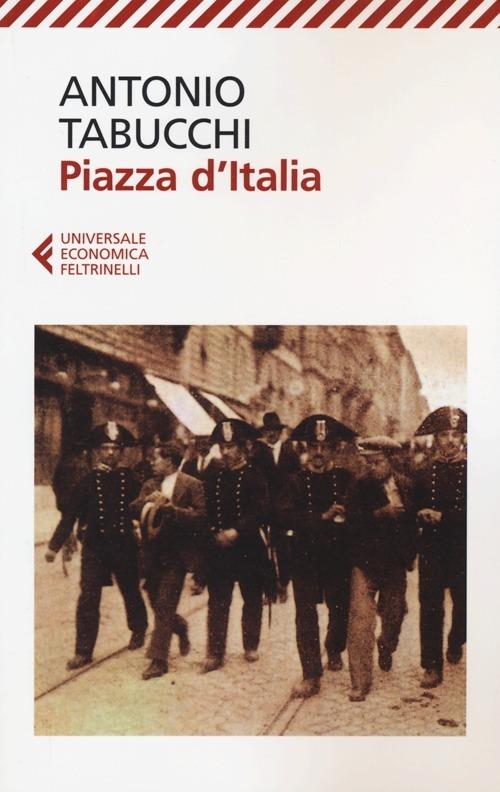 ANTONIO
TABUCCHI
Piazza d'Italia
UNIVERSALE
ECONOMICA
FELTRINELLI